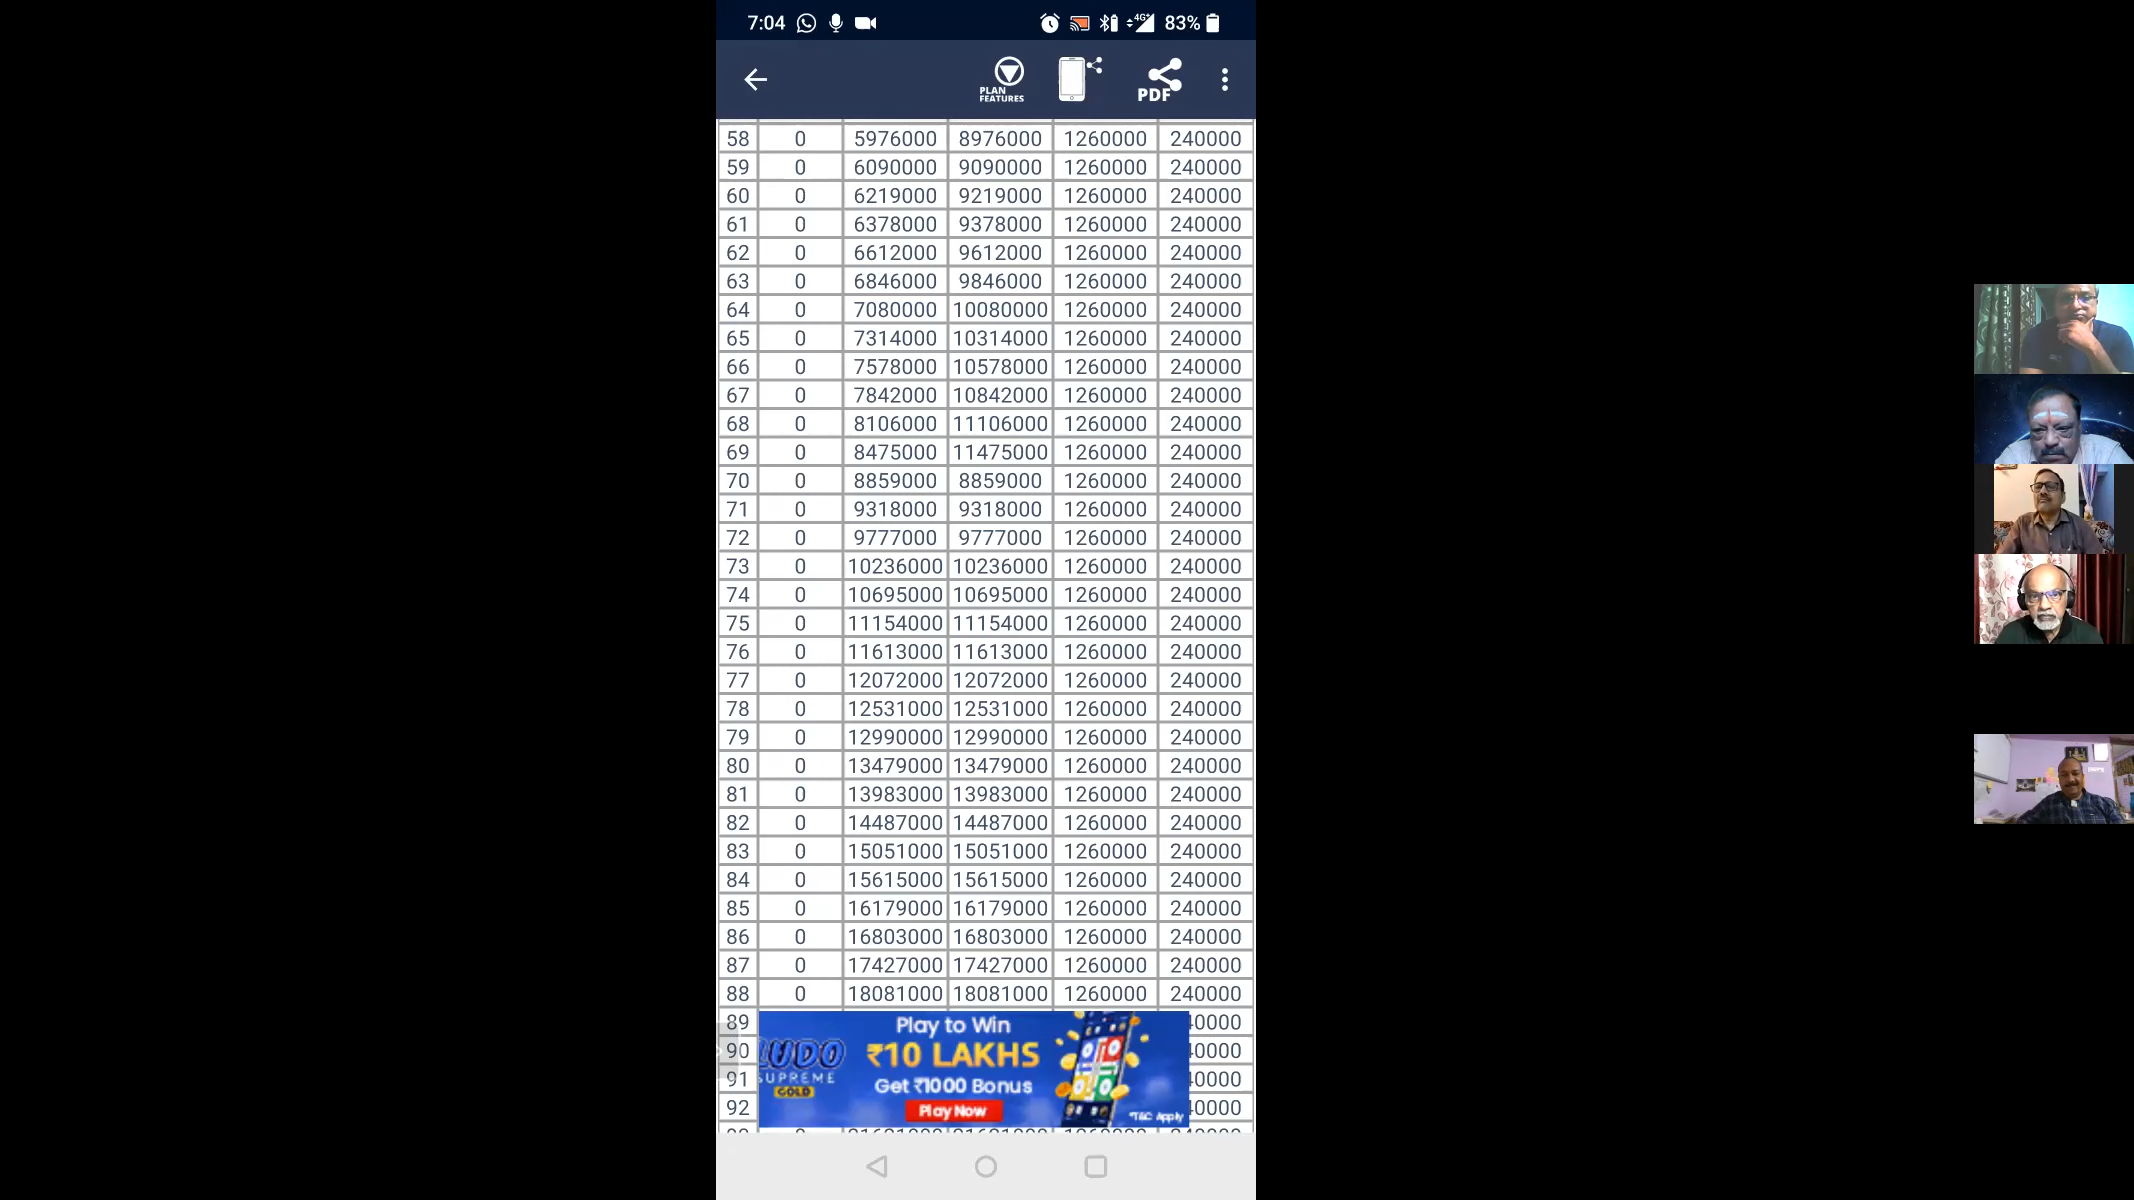 7:04 4G+ 83%
PLAN FEATURES PDF
58 0 5976000 8976000 1260000 240000
59 0 6090000 9090000 1260000 240000
60 0 6219000 9219000 1260000 240000
61 0 6378000 9378000 1260000 240000
62 0 6612000 9612000 1260000 240000
63 0 6846000 9846000 1260000 240000
64 0 7080000 10080000 1260000 240000
65 0 7314000 10314000 1260000 240000
66 0 7578000 10578000 1260000 240000
67 0 7842000 10842000 1260000 240000
68 0 8106000 11106000 1260000 240000
69 0 8475000 11475000 1260000 240000
70 0 8859000 8859000 1260000 240000
71 0 9318000 9318000 1260000 240000
72 0 9777000 9777000 1260000 240000
73 0 10236000 10236000 1260000 240000
74 0 10695000 10695000 1260000 240000
75 0 11154000 11154000 1260000 240000
76 0 11613000 11613000 1260000 240000
77 0 12072000 12072000 1260000 240000
78 0 12531000 12531000 1260000 240000
79 0 12990000 12990000 1260000 240000
80 0 13479000 13479000 1260000 240000
81 0 13983000 13983000 1260000 240000
82 0 14487000 14487000 1260000 240000
83 0 15051000 15051000 1260000 240000
84 0 15615000 15615000 1260000 240000
85 0 16179000 16179000 1260000 240000
86 0 16803000 16803000 1260000 240000
87 0 17427000 17427000 1260000 240000
88 0 18081000 18081000 1260000 240000
89 40000
90 40000
91 40000
92 40000
LUDO
SUPREME
GOLD
Play to Win
₹10 LAKHS
Get ₹1000 Bonus
Play Now
*T&C Apply